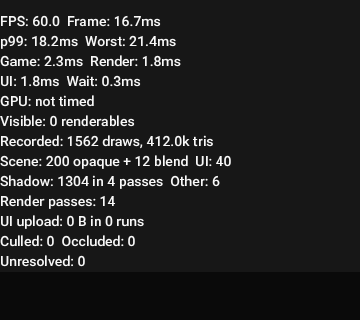 FPS: 60.0 Frame: 16.7ms
p99: 18.2ms Worst: 21.4ms
Game: 2.3ms Render: 1.8ms
UI: 1.8ms Wait: 0.3ms
GPU: not timed
Visible: 0 renderables
Recorded: 1562 draws, 412.0k tris
Scene: 200 opaque + 12 blend UI: 40
Shadow: 1304 in 4 passes Other: 6
Render passes: 14
UI upload: 0 B in 0 runs
Culled: 0 Occluded: 0
Unresolved: 0